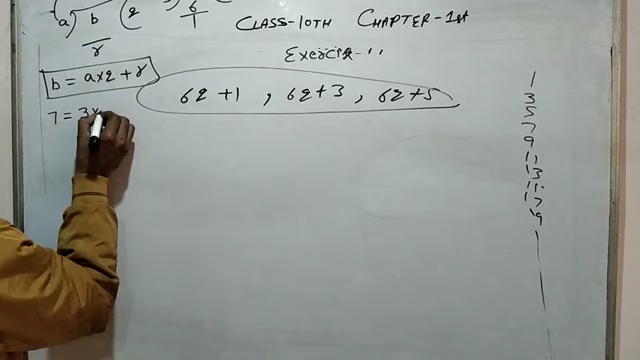 a) b (q 6
r 1
CLASS-10TH CHAPTER-1st
Exercise-
b = a×q + r
6q +1 , 6q+3 , 6q+5
7 = 3×
1
3
5
7
9
11
13
17
19